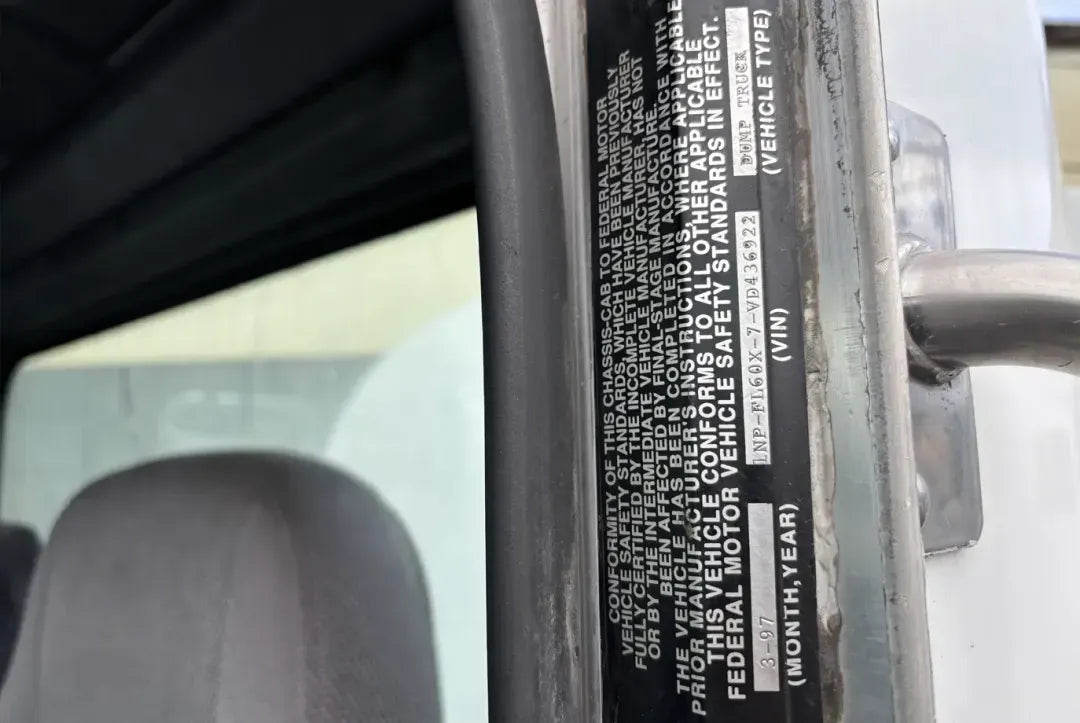 CONFORMITY OF THIS CHASSIS-CAB TO FEDERAL MOTOR
VEHICLE SAFETY STANDARDS, WHICH HAVE BEEN PREVIOUSLY
FULLY CERTIFIED BY THE INCOMPLETE VEHICLE MANUFACTURER
OR BY THE INTERMEDIATE VEHICLE MANUFACTURER, HAS NOT
BEEN AFFECTED BY FINAL-STAGE MANUFACTURE.
THE VEHICLE HAS BEEN COMPLETED IN ACCORDANCE WITH
PRIOR MANUFACTURER'S INSTRUCTIONS, WHERE APPLICABLE
THIS VEHICLE CONFORMS TO ALL OTHER APPLICABLE
FEDERAL MOTOR VEHICLE SAFETY STANDARDS IN EFFECT.
3-97 LNP-FL60X-7-VD436922 DUMP TRUCK
(MONTH,YEAR) (VIN) (VEHICLE TYPE)